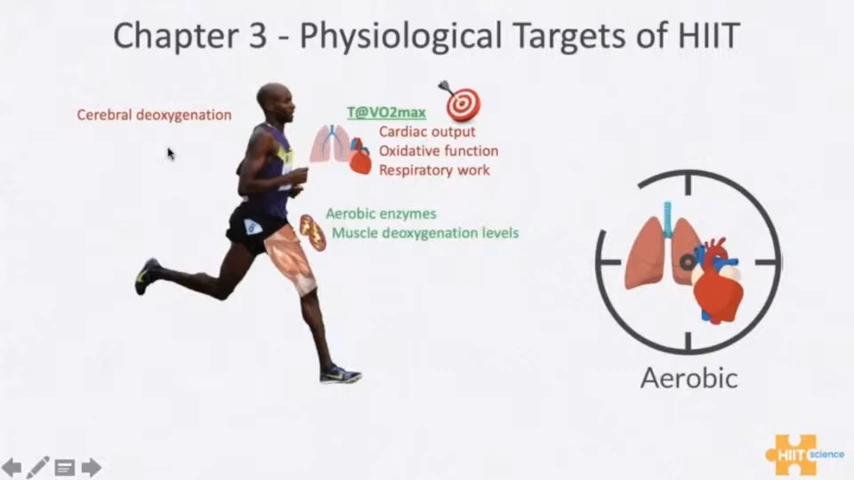 Chapter 3 - Physiological Targets of HIIT
Cerebral deoxygenation
T@VO2max
Cardiac output
Oxidative function
Respiratory work
Aerobic enzymes
Muscle deoxygenation levels
Aerobic
HIIT science